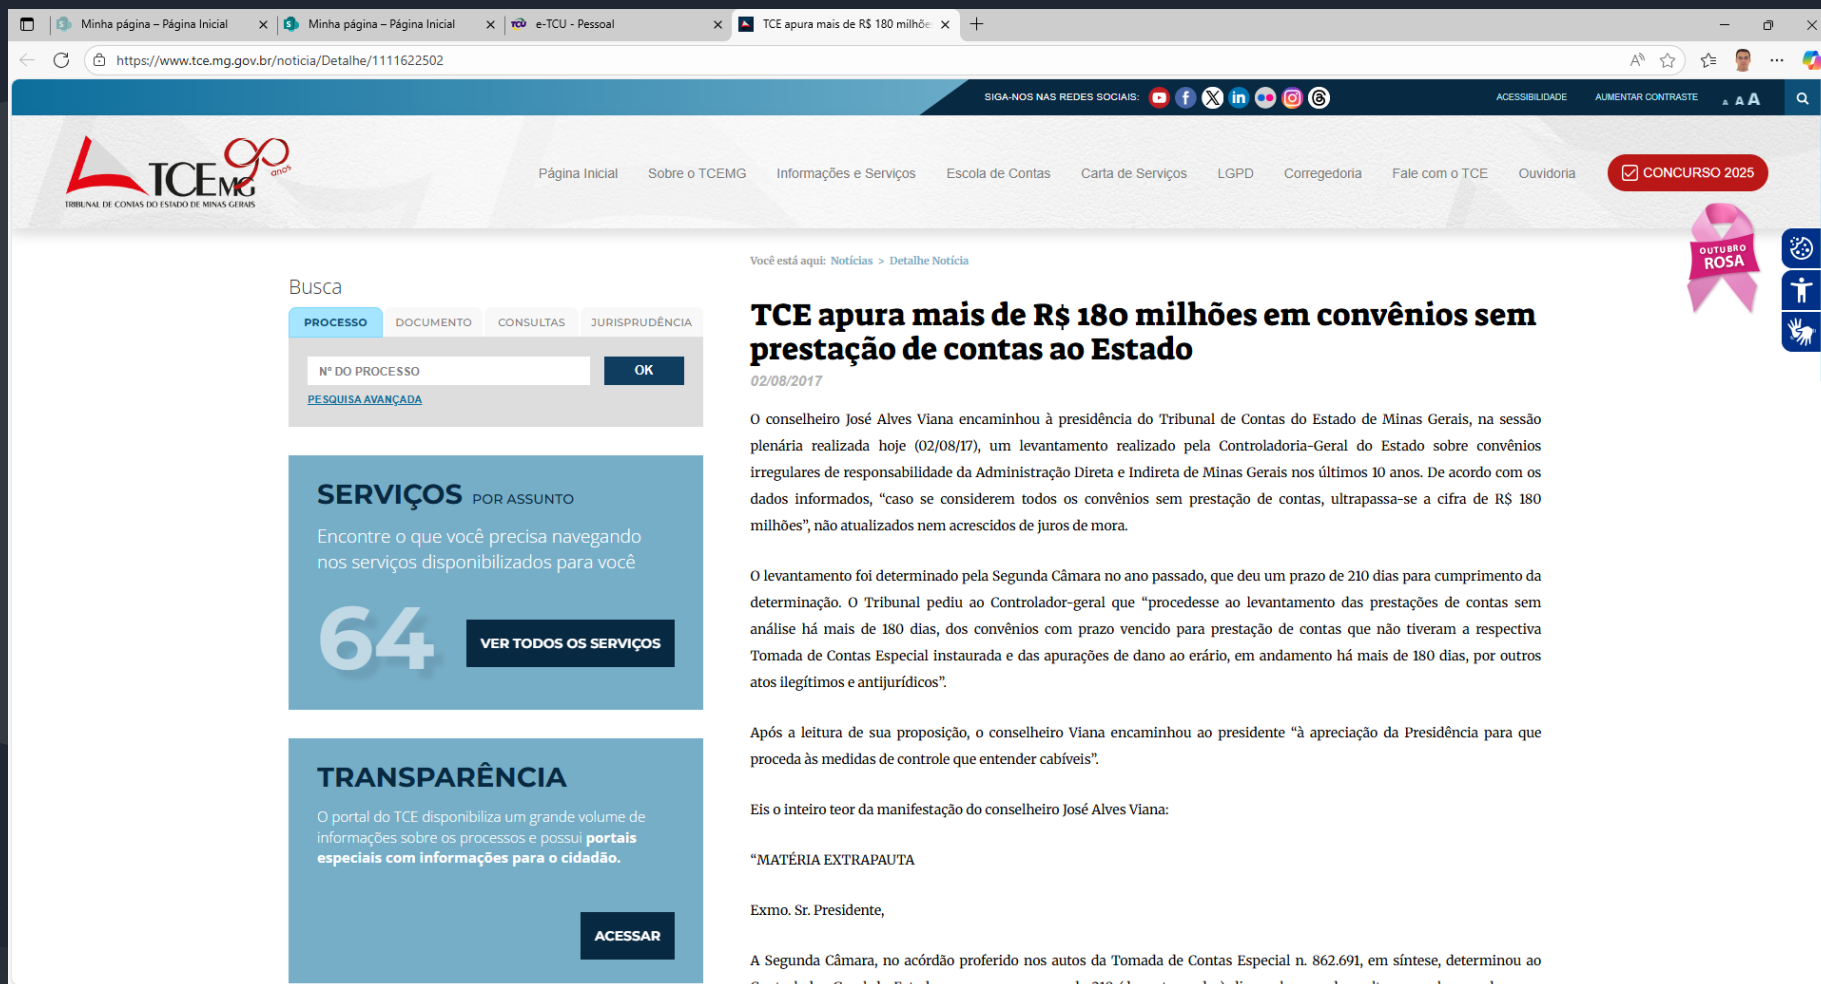 Minha página – Página Inicial
Minha página – Página Inicial
TCU e-TCU - Pessoal
TCE apura mais de R$ 180 milhõe
https://www.tce.mg.gov.br/noticia/Detalhe/1111622502
SIGA-NOS NAS REDES SOCIAIS:
ACESSIBILIDADE
AUMENTAR CONTRASTE
A A A
TCEMG 90 anos
TRIBUNAL DE CONTAS DO ESTADO DE MINAS GERAIS
Página Inicial
Sobre o TCEMG
Informações e Serviços
Escola de Contas
Carta de Serviços
LGPD
Corregedoria
Fale com o TCE
Ouvidoria
CONCURSO 2025
OUTUBRO
ROSA
Busca
PROCESSO
DOCUMENTO
CONSULTAS
JURISPRUDÊNCIA
Nº DO PROCESSO
OK
PESQUISA AVANÇADA
SERVIÇOS POR ASSUNTO
Encontre o que você precisa navegando
nos serviços disponibilizados para você
64
VER TODOS OS SERVIÇOS
TRANSPARÊNCIA
O portal do TCE disponibiliza um grande volume de
informações sobre os processos e possui portais
especiais com informações para o cidadão.
ACESSAR
Você está aqui: Notícias > Detalhe Notícia
TCE apura mais de R$ 180 milhões em convênios sem
prestação de contas ao Estado
02/08/2017
O conselheiro José Alves Viana encaminhou à presidência do Tribunal de Contas do Estado de Minas Gerais, na sessão
plenária realizada hoje (02/08/17), um levantamento realizado pela Controladoria-Geral do Estado sobre convênios
irregulares de responsabilidade da Administração Direta e Indireta de Minas Gerais nos últimos 10 anos. De acordo com os
dados informados, “caso se considerem todos os convênios sem prestação de contas, ultrapassa-se a cifra de R$ 180
milhões”, não atualizados nem acrescidos de juros de mora.
O levantamento foi determinado pela Segunda Câmara no ano passado, que deu um prazo de 210 dias para cumprimento da
determinação. O Tribunal pediu ao Controlador-geral que “procedesse ao levantamento das prestações de contas sem
análise há mais de 180 dias, dos convênios com prazo vencido para prestação de contas que não tiveram a respectiva
Tomada de Contas Especial instaurada e das apurações de dano ao erário, em andamento há mais de 180 dias, por outros
atos ilegítimos e antijurídicos”.
Após a leitura de sua proposição, o conselheiro Viana encaminhou ao presidente “à apreciação da Presidência para que
proceda às medidas de controle que entender cabíveis”.
Eis o inteiro teor da manifestação do conselheiro José Alves Viana:
“MATÉRIA EXTRAPAUTA
Exmo. Sr. Presidente,
A Segunda Câmara, no acórdão proferido nos autos da Tomada de Contas Especial n. 862.691, em síntese, determinou ao